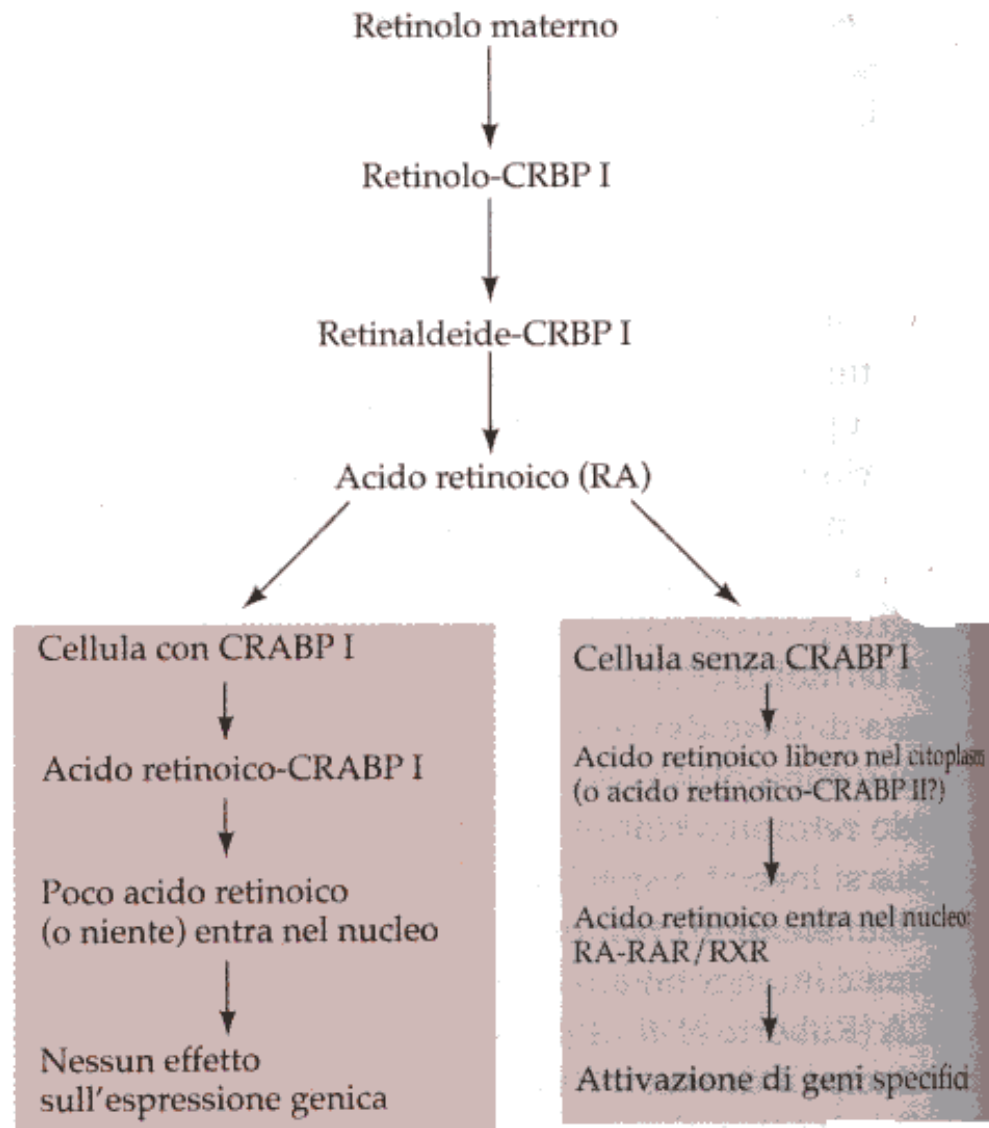 Retinolo materno
Retinolo-CRBP I
Retinaldeide-CRBP I
Acido retinoico (RA)
Cellula con CRABP I
Acido retinoico-CRABP I
Poco acido retinoico
(o niente) entra nel nucleo
Nessun effetto
sull'espressione genica
Cellula senza CRABP I
Acido retinoico libero nel citoplasm
(o acido retinoico-CRABP II?)
Acido retinoico entra nel nucleo:
RA-RAR/RXR
Attivazione di geni specifici